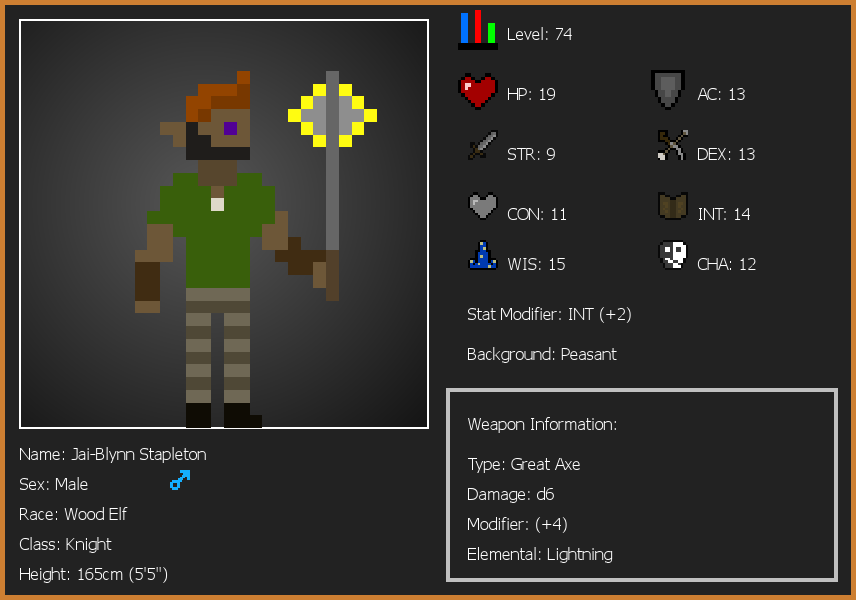 Level: 74
HP: 19
AC: 13
STR: 9
DEX: 13
CON: 11
INT: 14
WIS: 15
CHA: 12
Stat Modifier: INT (+2)
Background: Peasant
Weapon Information:
Type: Great Axe
Damage: d6
Modifier: (+4)
Elemental: Lightning
Name: Jai-Blynn Stapleton
Sex: Male
Race: Wood Elf
Class: Knight
Height: 165cm (5'5")